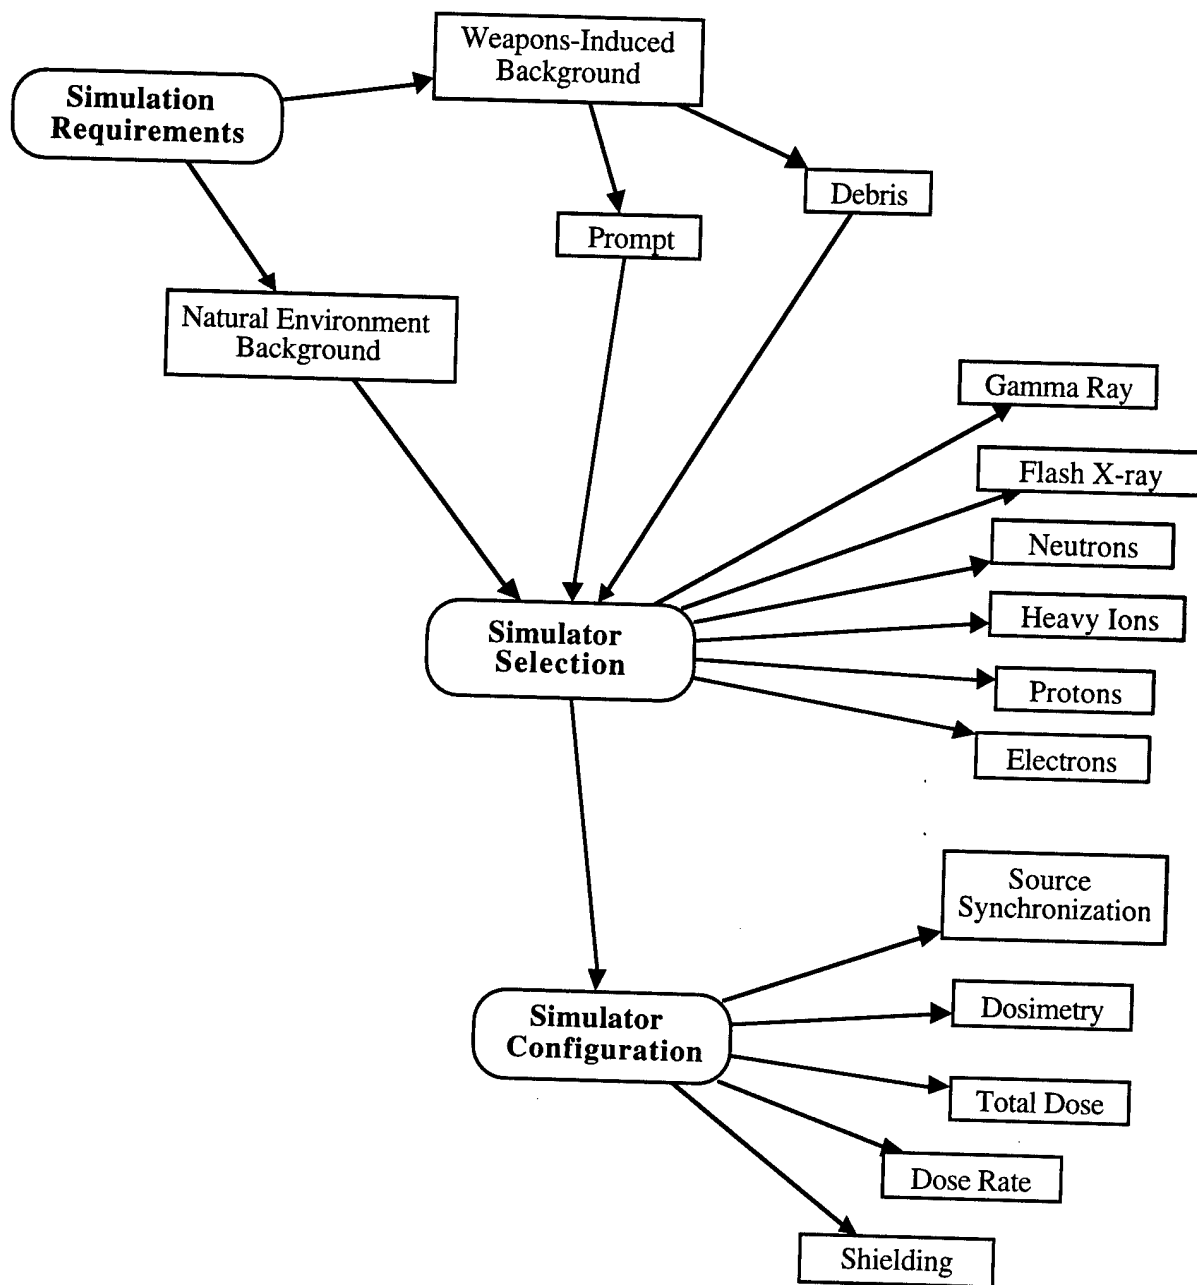 Weapons-Induced
Background
Simulation
Requirements
Debris
Prompt
Natural Environment
Background
Gamma Ray
Flash X-ray
Neutrons
Heavy Ions
Simulator
Selection
Protons
Electrons
Source
Synchronization
Dosimetry
Simulator
Configuration
Total Dose
Dose Rate
Shielding